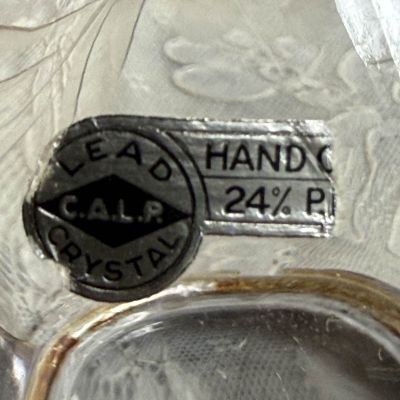 LEAD
C.A.L.P.
CRYSTAL
HAND
24%